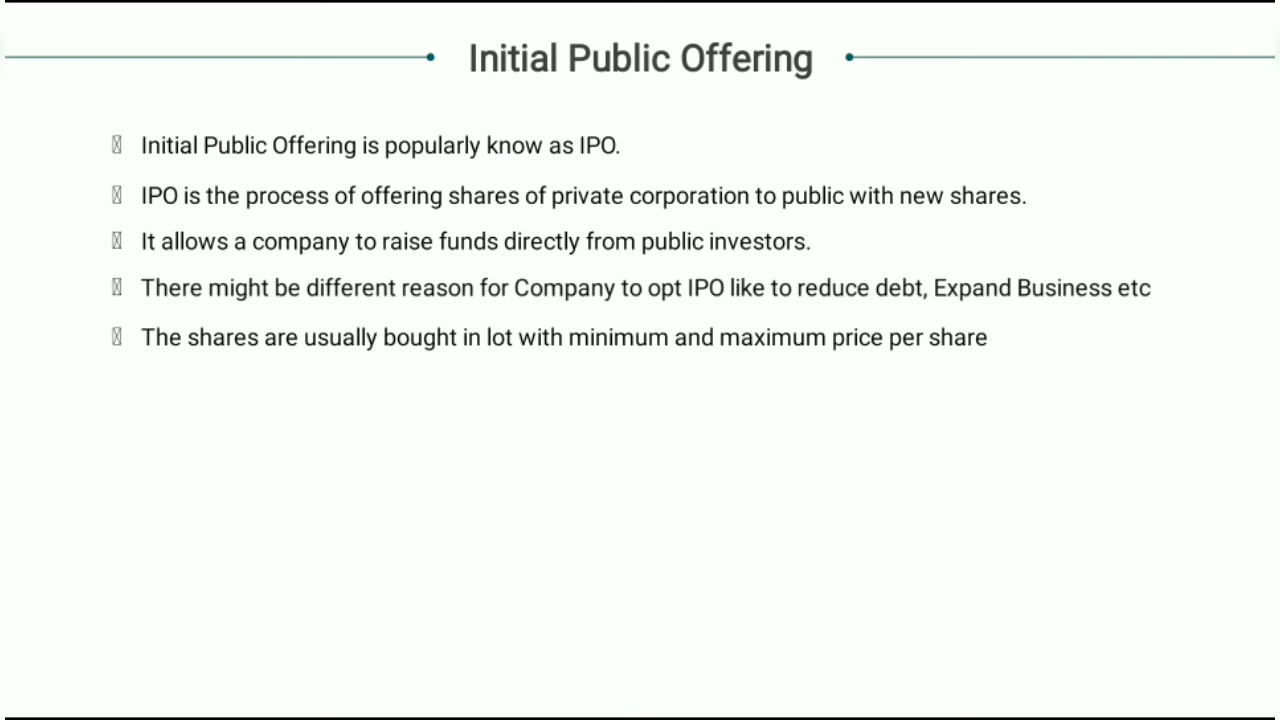 Initial Public Offering
Initial Public Offering is popularly know as IPO.
IPO is the process of offering shares of private corporation to public with new shares.
It allows a company to raise funds directly from public investors.
There might be different reason for Company to opt IPO like to reduce debt, Expand Business etc
The shares are usually bought in lot with minimum and maximum price per share